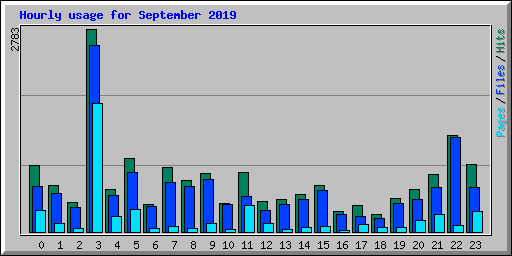 Hourly usage for September 2019
2783
Pages/Files/Hits
0 1 2 3 4 5 6 7 8 9 10 11 12 13 14 15 16 17 18 19 20 21 22 23